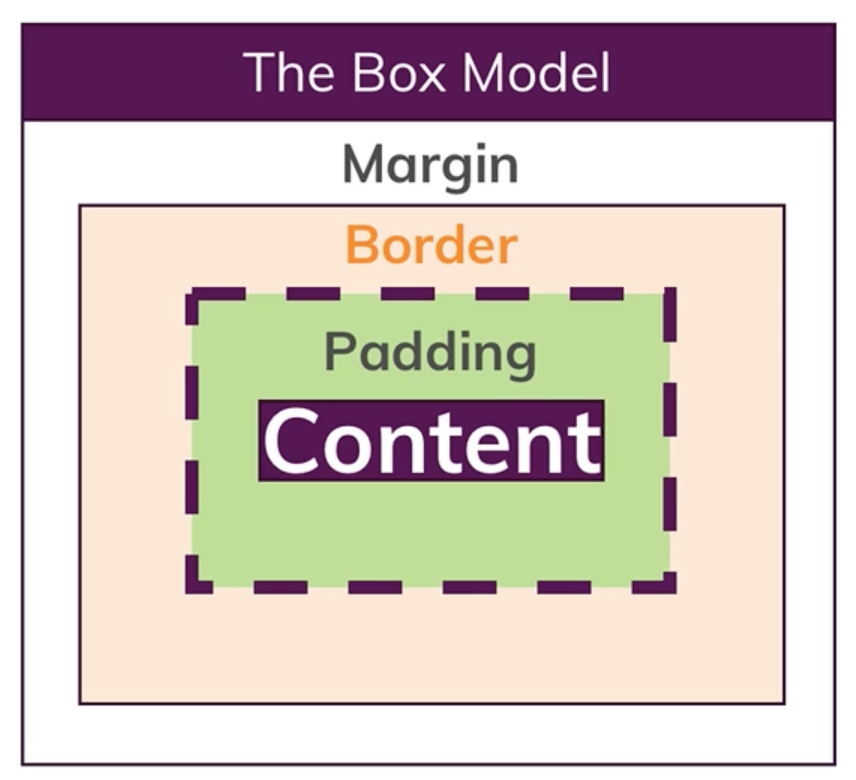 The Box Model
Margin
Border
Padding
Content